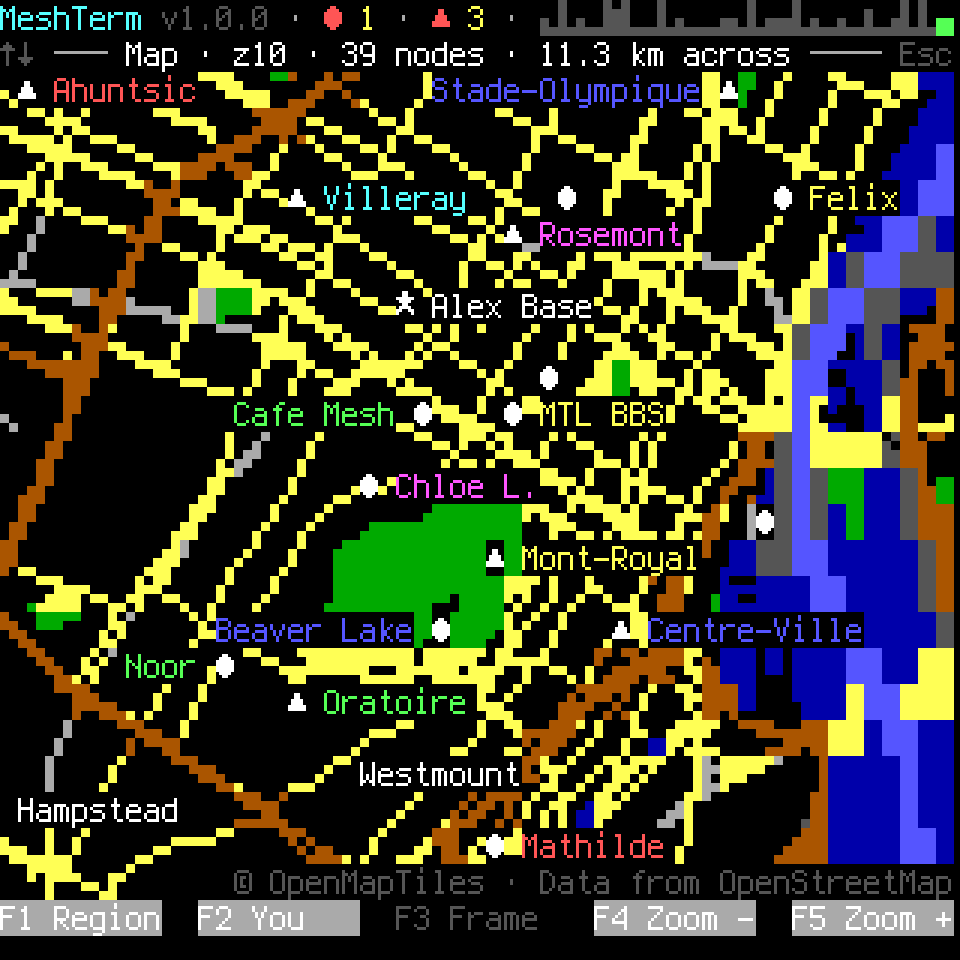 MeshTerm v1.0.0 · 1 · 3 ·
↑↓ Map · z10 · 39 nodes · 11.3 km across Esc
Ahuntsic Stade-Olympique
Villeray Felix
Rosemont
Alex Base
Cafe Mesh MTL BBS
Chloe L.
Mont-Royal
Beaver Lake Centre-Ville
Noor
Oratoire
Westmount
Hampstead
Mathilde
© OpenMapTiles · Data from OpenStreetMap
F1 Region F2 You F3 Frame F4 Zoom - F5 Zoom +